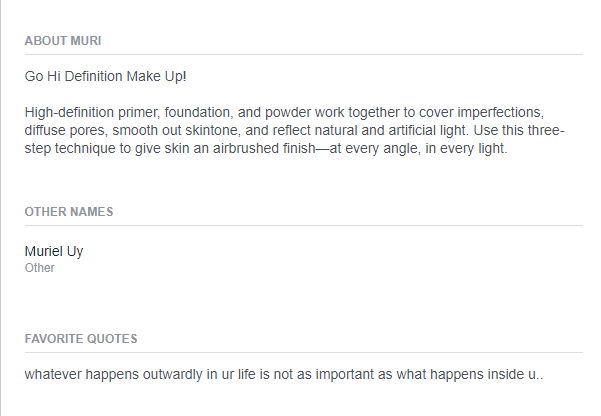 ABOUT MURI
Go Hi Definition Make Up!
High-definition primer, foundation, and powder work together to cover imperfections,
diffuse pores, smooth out skintone, and reflect natural and artificial light. Use this three-
step technique to give skin an airbrushed finish—at every angle, in every light.
OTHER NAMES
Muriel Uy
Other
FAVORITE QUOTES
whatever happens outwardly in ur life is not as important as what happens inside u..